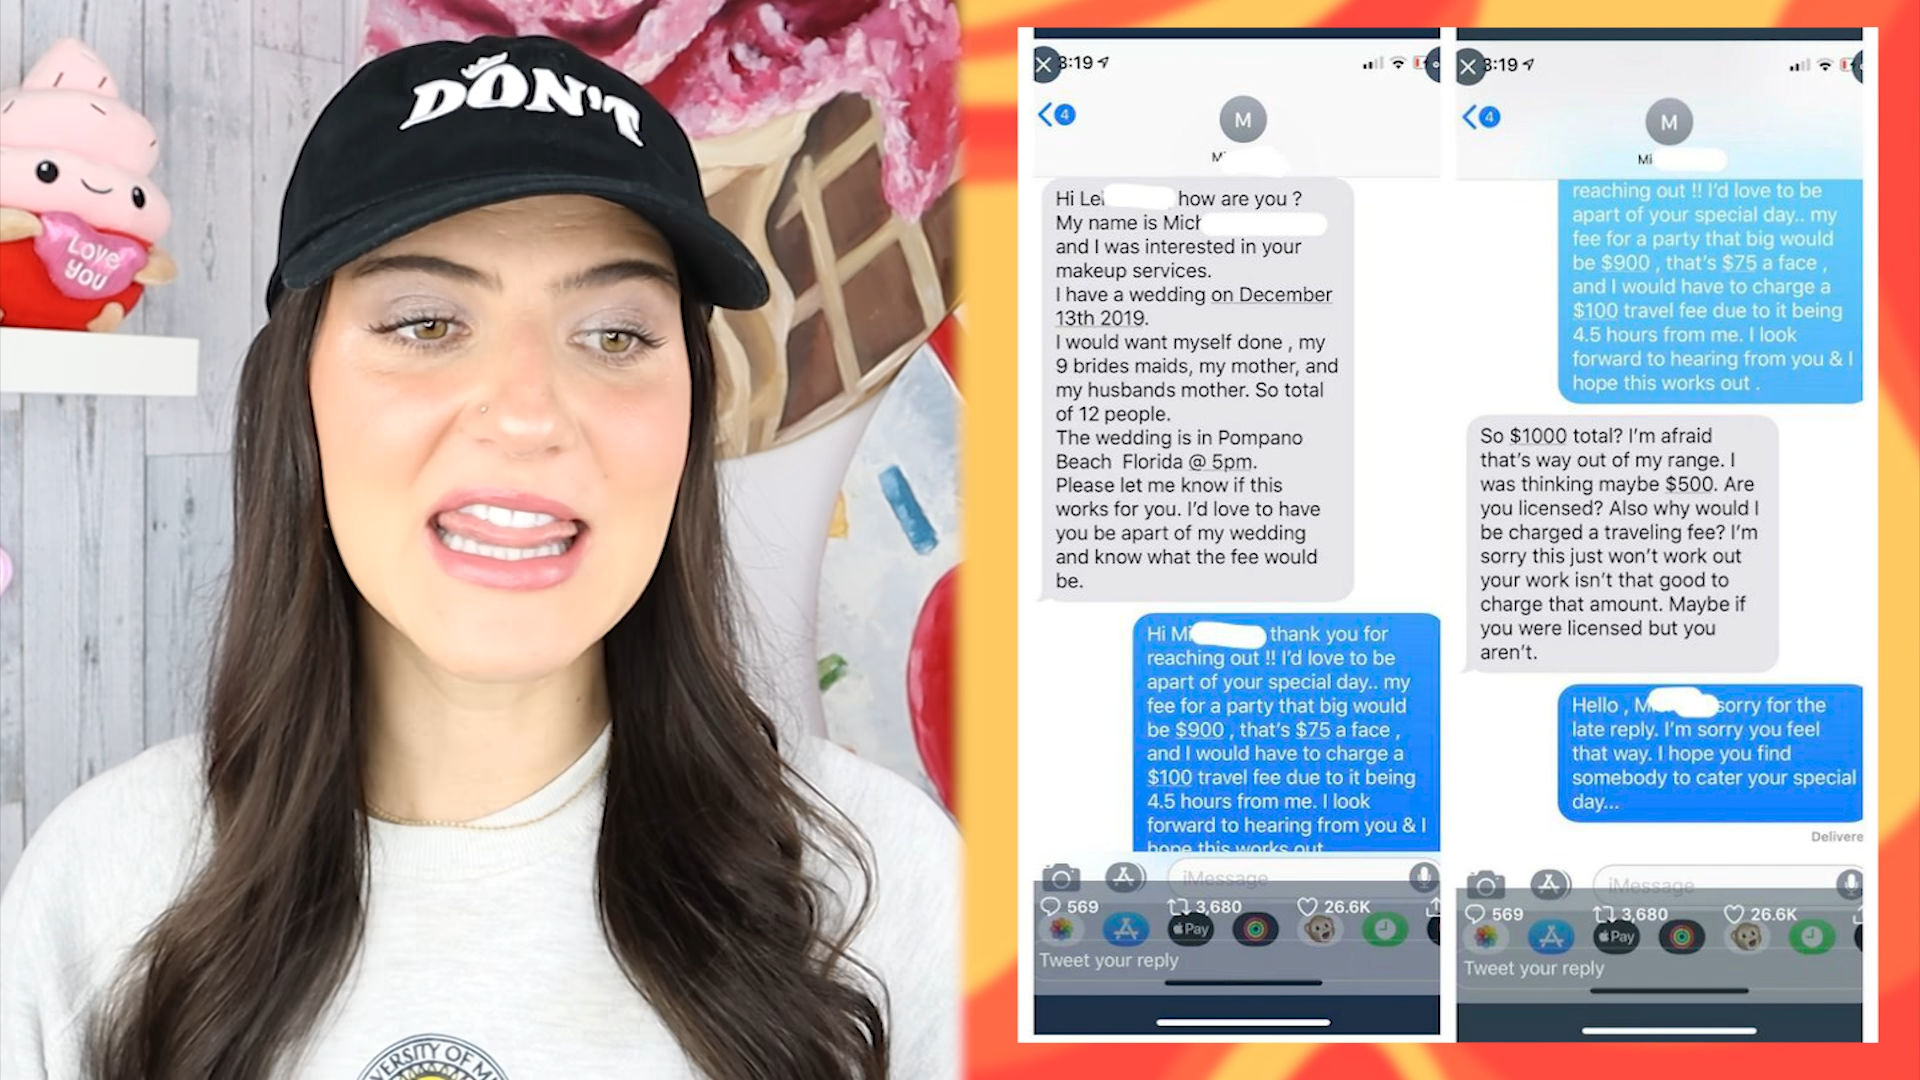 DON'T
Love
you
3:19
4
M
Hi Lei how are you ?
My name is Mich
and I was interested in your
makeup services.
I have a wedding on December
13th 2019.
I would want myself done , my
9 brides maids, my mother, and
my husbands mother. So total
of 12 people.
The wedding is in Pompano
Beach Florida @ 5pm.
Please let me know if this
works for you. I'd love to have
you be apart of my wedding
and know what the fee would
be.
Hi Mi thank you for
reaching out !! I'd love to be
apart of your special day.. my
fee for a party that big would
be $900 , that's $75 a face ,
and I would have to charge a
$100 travel fee due to it being
4.5 hours from me. I look
forward to hearing from you & I
hope this works out
iMessage
569 3,680 26.6K
Pay
Tweet your reply
3:19
4
M
Mi
reaching out !! I'd love to be
apart of your special day.. my
fee for a party that big would
be $900 , that's $75 a face ,
and I would have to charge a
$100 travel fee due to it being
4.5 hours from me. I look
forward to hearing from you & I
hope this works out .
So $1000 total? I'm afraid
that's way out of my range. I
was thinking maybe $500. Are
you licensed? Also why would I
be charged a traveling fee? I'm
sorry this just won't work out
your work isn't that good to
charge that amount. Maybe if
you were licensed but you
aren't.
Hello , M sorry for the
late reply. I'm sorry you feel
that way. I hope you find
somebody to cater your special
day...
Delivere
iMessage
569 3,680 26.6K
Pay
Tweet your reply